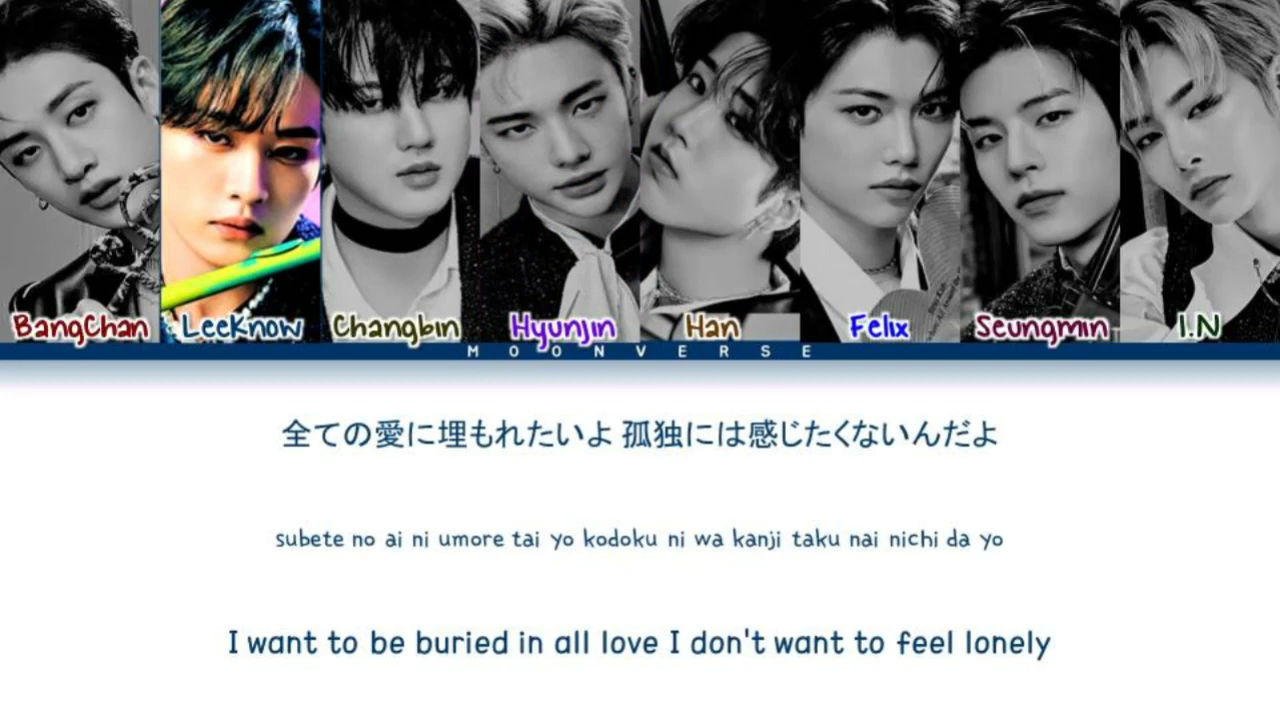 BangChan LeeKnow Changbin Hyunjin Han Felix Seungmin I.N
MOONVERSE
全ての愛に埋もれたいよ 孤独には感じたくないんだよ
subete no ai ni umore tai yo kodoku ni wa kanji taku nai nichi da yo
I want to be buried in all love I don't want to feel lonely